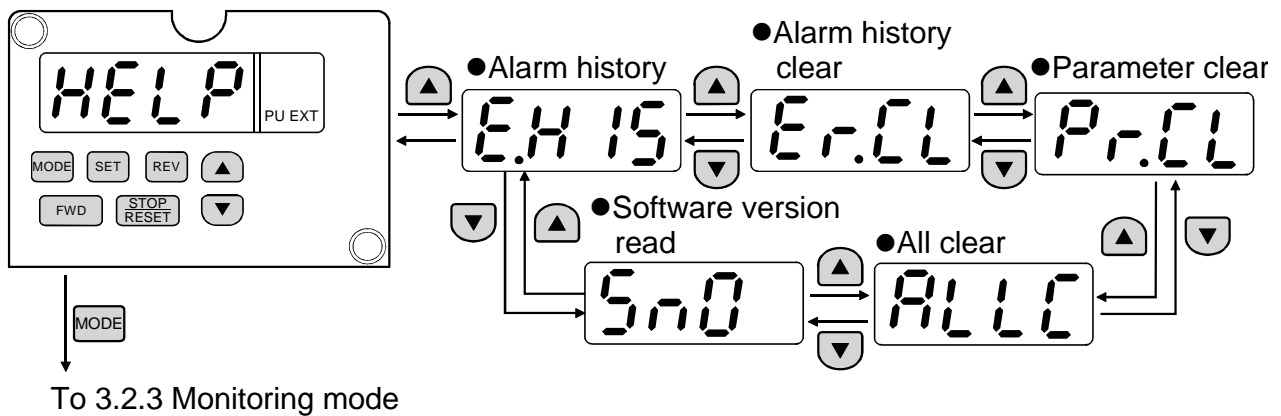 HELP
PU EXT
MODE SET REV
FWD STOP
RESET
MODE
To 3.2.3 Monitoring mode
●Alarm history
E.HIS
●Alarm history
clear
Er.CL
●Parameter clear
Pr.CL
●Software version
read
Sn0
●All clear
ALLC